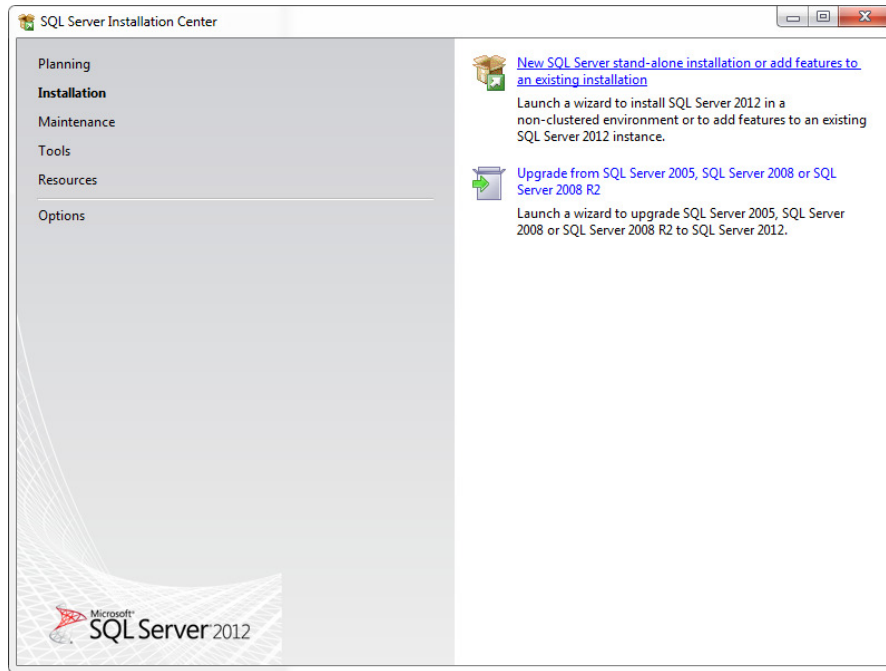 SQL Server Installation Center
Planning
Installation
Maintenance
Tools
Resources
Options
New SQL Server stand-alone installation or add features to
an existing installation
Launch a wizard to install SQL Server 2012 in a
non-clustered environment or to add features to an existing
SQL Server 2012 instance.
Upgrade from SQL Server 2005, SQL Server 2008 or SQL
Server 2008 R2
Launch a wizard to upgrade SQL Server 2005, SQL Server
2008 or SQL Server 2008 R2 to SQL Server 2012.
Microsoft®
SQL Server 2012